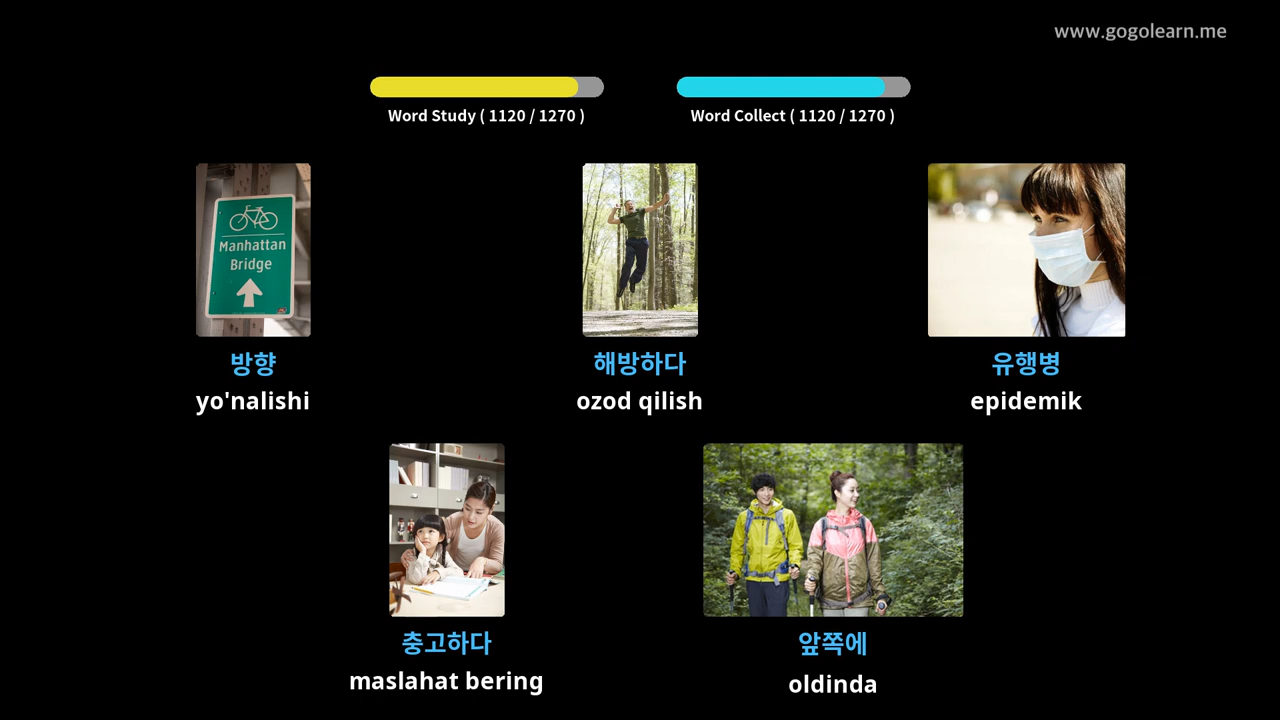 www.gogolearn.me
Word Study ( 1120 / 1270 )
Word Collect ( 1120 / 1270 )
Manhattan
Bridge
방향
yo'nalishi
해방하다
ozod qilish
유행병
epidemik
충고하다
maslahat bering
앞쪽에
oldinda